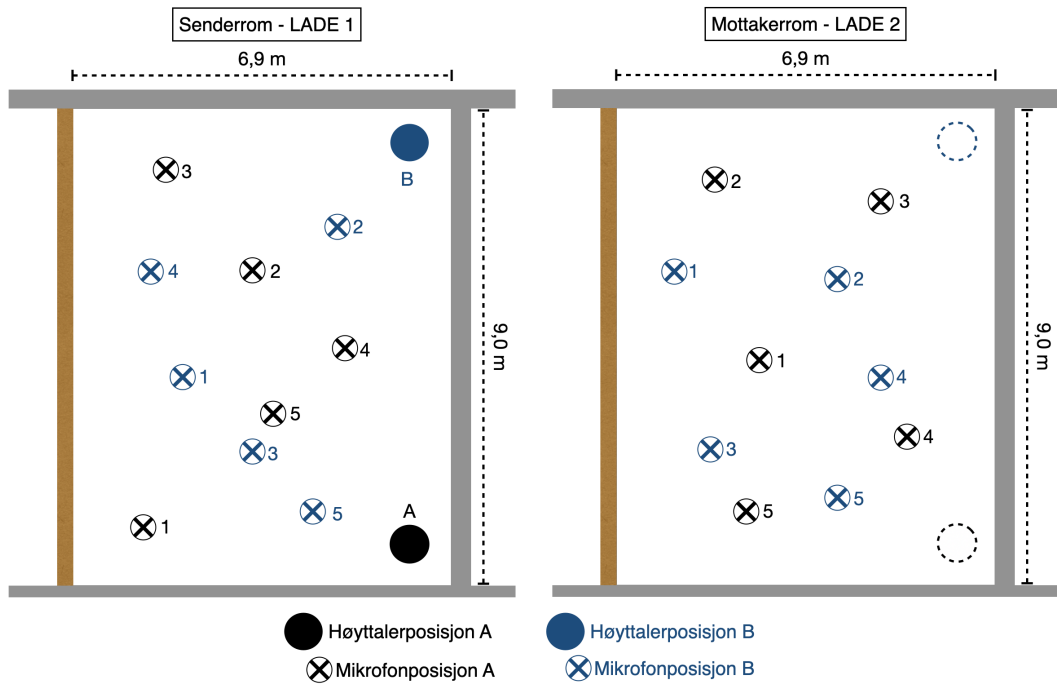 Senderrom - LADE 1
Mottakerrom - LADE 2
6,9 m
6,9 m
B
3
2
4
2
4
1
5
3
5
A
1
9,0 m
2
3
1
2
1
4
4
3
5
5
9,0 m
Høyttalerposisjon A
Høyttalerposisjon B
Mikrofonposisjon A
Mikrofonposisjon B